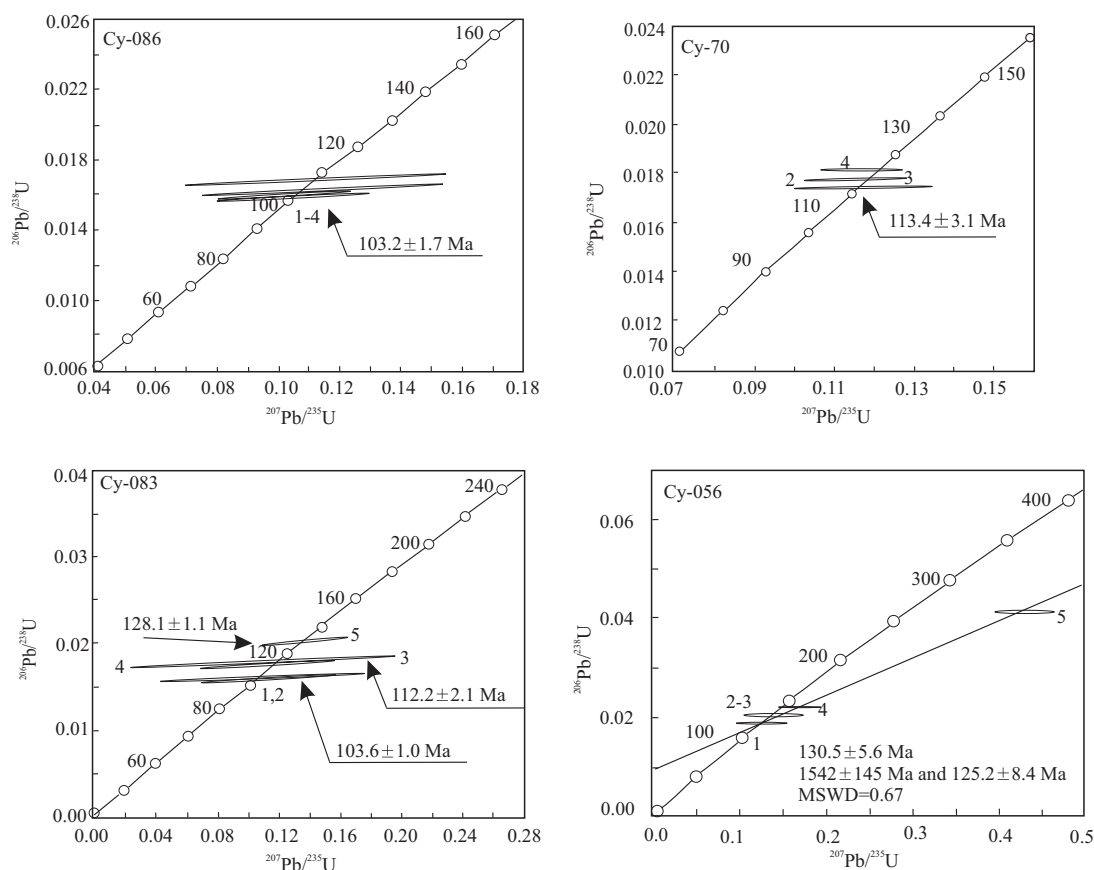 Cy-086
0.026
0.022
0.018
0.014
0.010
0.006
²⁰⁶Pb/²³⁸U
160
140
120
100
80
60
1-4
103.2±1.7 Ma
0.04 0.06 0.08 0.10 0.12 0.14 0.16 0.18
²⁰⁷Pb/²³⁵U
Cy-70
0.024
0.022
0.020
0.018
0.016
0.014
0.012
0.010
²⁰⁶Pb/²³⁸U
150
130
4
2
3
110
113.4±3.1 Ma
90
70
0.07 0.09 0.11 0.13 0.15
²⁰⁷Pb/²³⁵U
Cy-083
0.04
0.03
0.02
0.01
0.00
²⁰⁶Pb/²³⁸U
240
200
160
128.1±1.1 Ma
5
120
4
3
1,2
112.2±2.1 Ma
80
103.6±1.0 Ma
60
0.00 0.04 0.08 0.12 0.16 0.20 0.24 0.28
²⁰⁷Pb/²³⁵U
Cy-056
0.06
0.04
0.02
0.00
²⁰⁶Pb/²³⁸U
400
300
5
200
2-3
4
100
1
130.5±5.6 Ma
1542±145 Ma and 125.2±8.4 Ma
MSWD=0.67
0.0 0.1 0.2 0.3 0.4 0.5
²⁰⁷Pb/²³⁵U